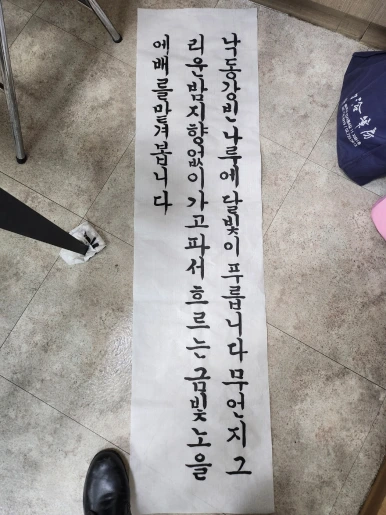 낙동강빈나루에달빛이푸릅니다무언지그
리운밤지향없이가고파서흐르는금빛노을
에배를맡겨봅니다